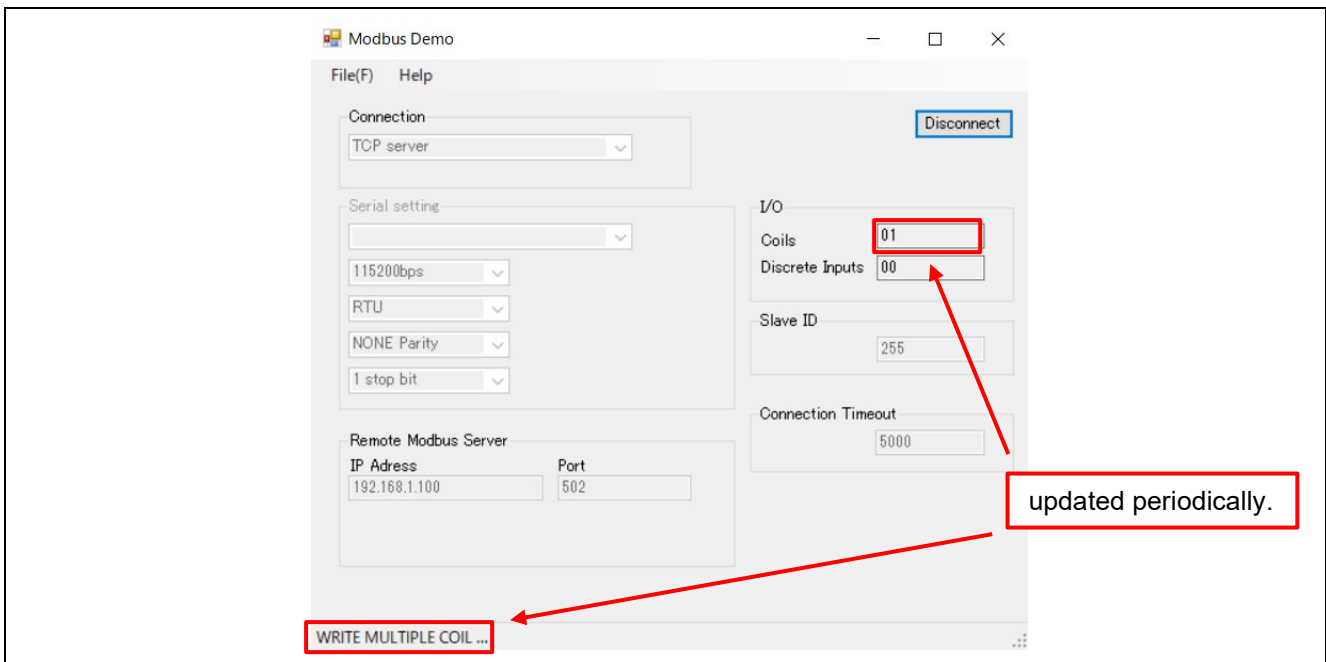 Modbus Demo
File(F) Help
Connection
TCP server
Disconnect
Serial setting
115200bps
RTU
NONE Parity
1 stop bit
I/O
Coils 01
Discrete Inputs 00
Slave ID
255
Connection Timeout
5000
Remote Modbus Server
IP Adress Port
192.168.1.100 502
updated periodically.
WRITE MULTIPLE COIL ...